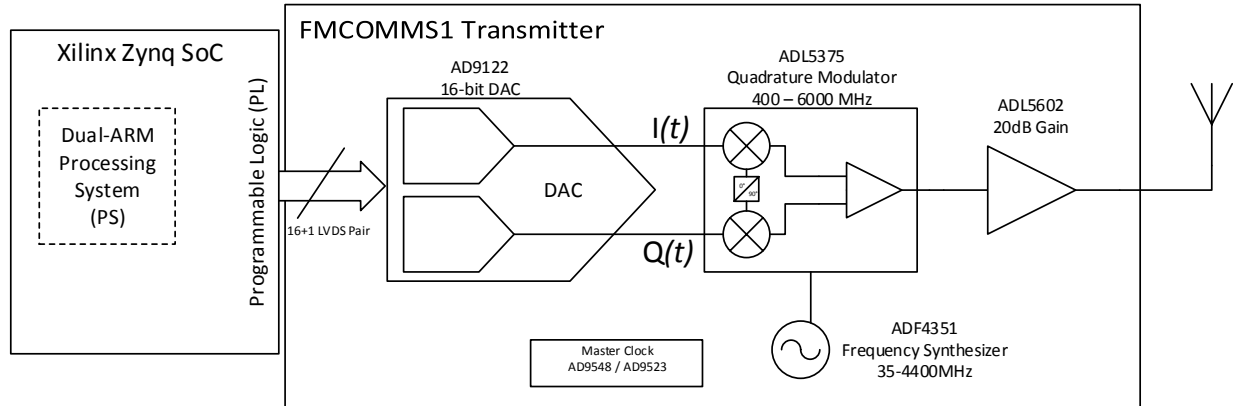 Xilinx Zynq SoC
Dual-ARM
Processing
System
(PS)
Programmable Logic (PL)
16+1 LVDS Pair
FMCOMMS1 Transmitter
AD9122
16-bit DAC
DAC
I(t)
Q(t)
ADL5375
Quadrature Modulator
400 – 6000 MHz
0°
90°
ADL5602
20dB Gain
Master Clock
AD9548 / AD9523
ADF4351
Frequency Synthesizer
35-4400MHz